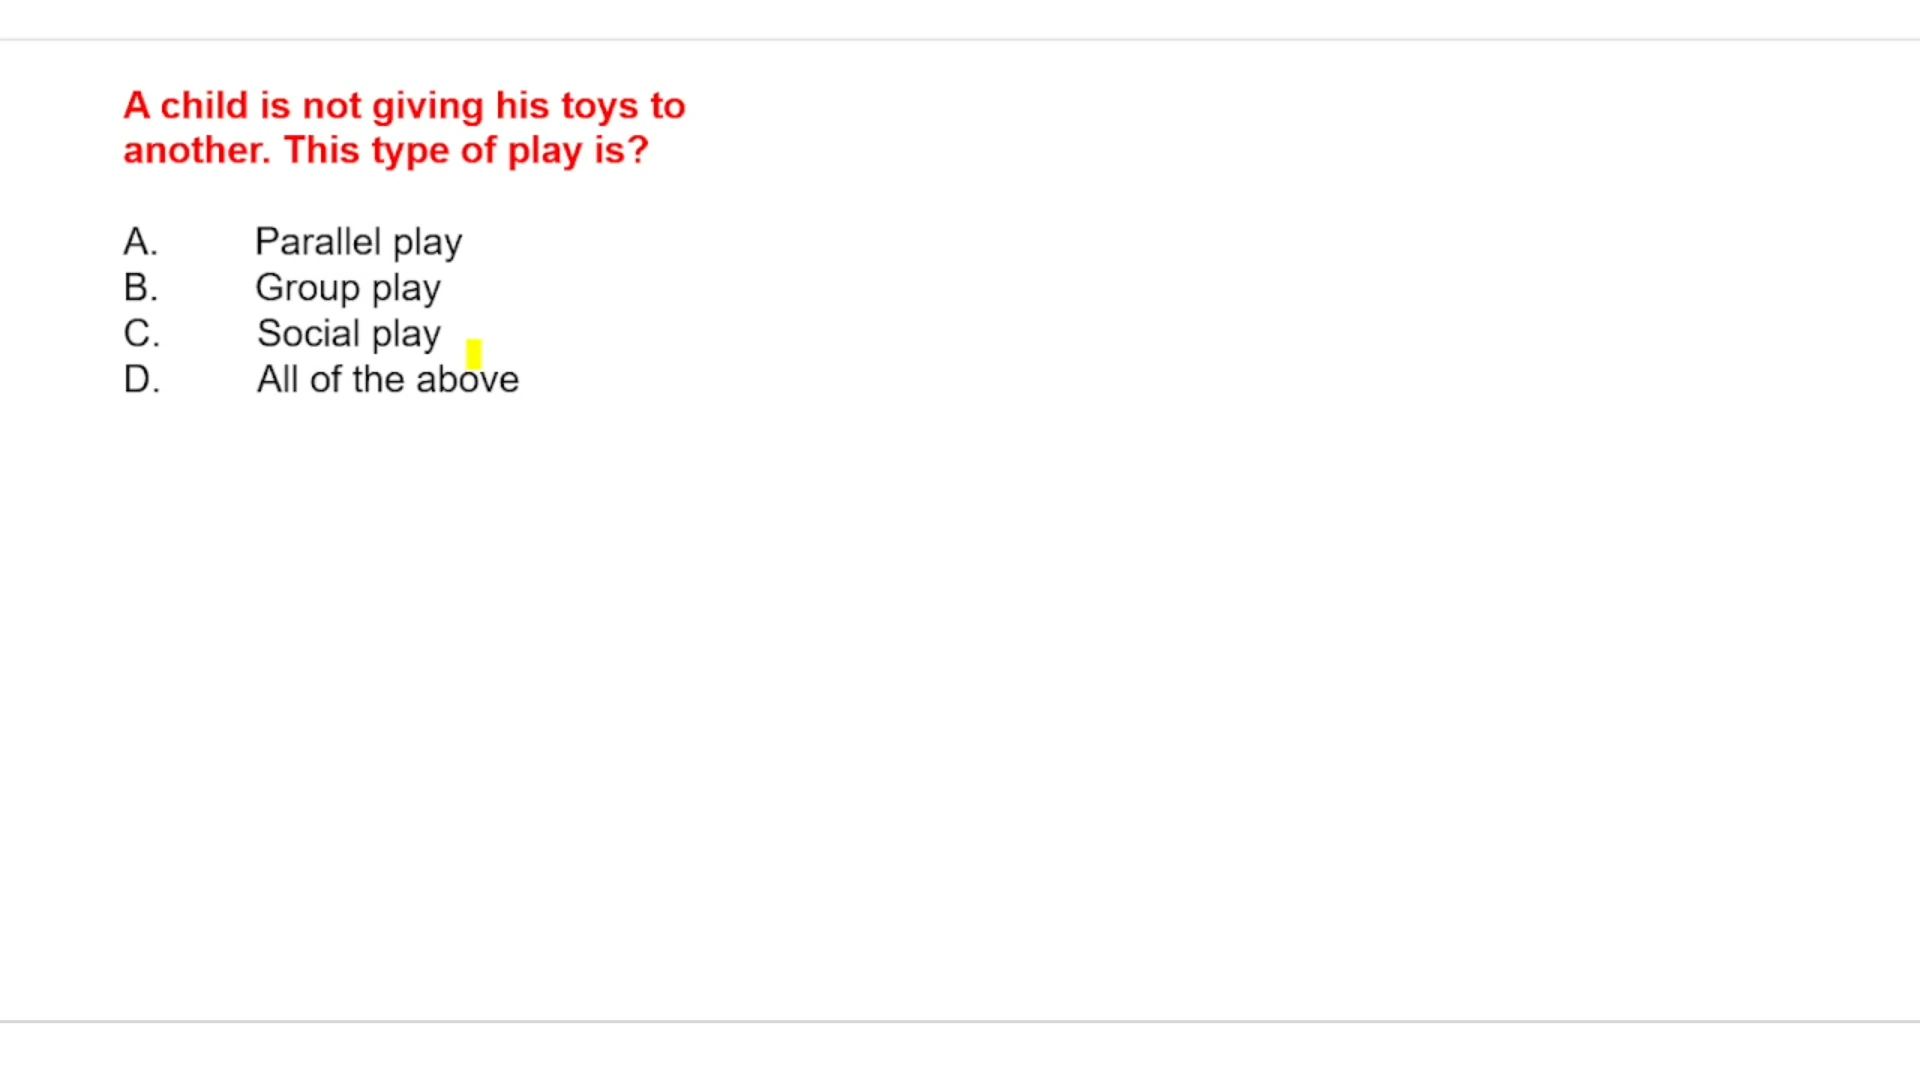 A child is not giving his toys to
another. This type of play is?
A. Parallel play
B. Group play
C. Social play
D. All of the above